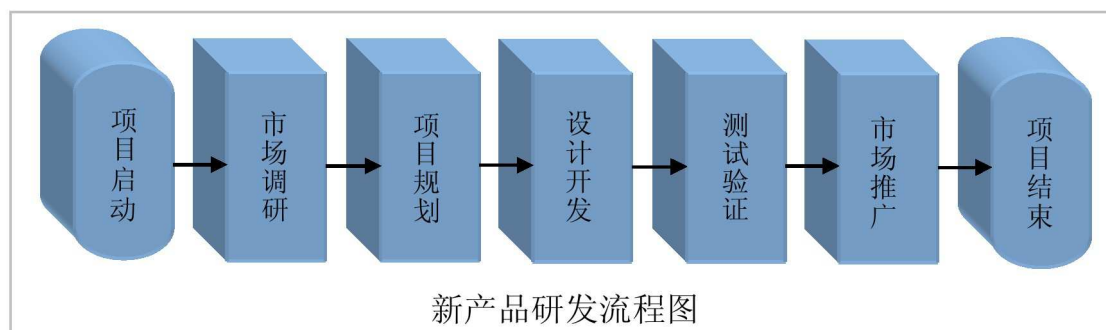 项目启动
市场调研
项目规划
设计开发
测试验证
市场推广
项目结束
新产品研发流程图